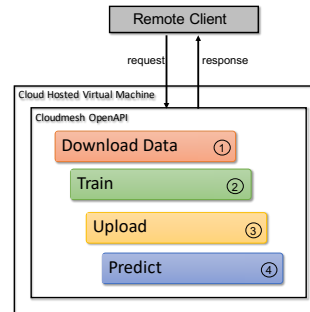 Remote Client
request
response
Cloud Hosted Virtual Machine
Cloudmesh OpenAPI
Download Data ①
Train ②
Upload ③
Predict ④